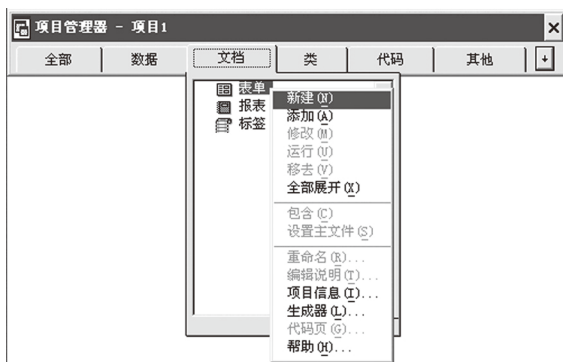 项目管理器 - 项目1
全部 数据 文档 类 代码 其他
表单
报表
标签
新建(N)
添加(A)
修改(M)
运行(U)
移去(V)
全部展开(X)
包含(C)
设置主文件(S)
重命名(R)...
编辑说明(T)...
项目信息(I)...
生成器(L)...
代码页(G)...
帮助(H)...